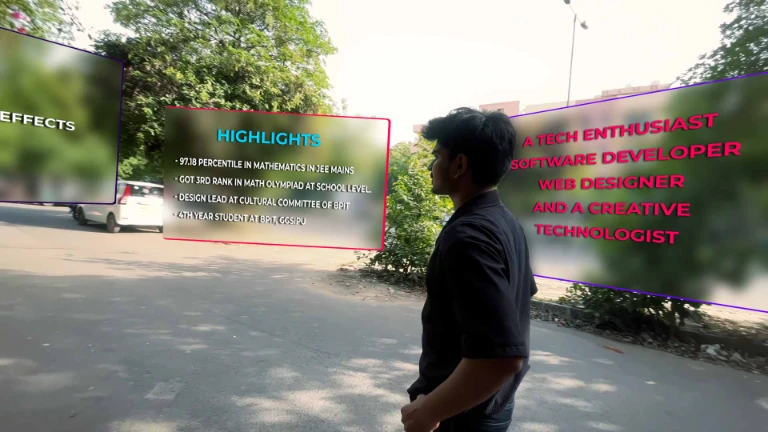 EFFECTS
HIGHLIGHTS
• 97.18 PERCENTILE IN MATHEMATICS IN JEE MAINS
• GOT 3RD RANK IN MATH OLYMPIAD AT SCHOOL LEVEL.
• DESIGN LEAD AT CULTURAL COMMITTEE OF BPIT
• 4TH YEAR STUDENT AT BPIT, GGSIPU
A TECH ENTHUSIAST
SOFTWARE DEVELOPER
WEB DESIGNER
AND A CREATIVE
TECHNOLOGIST